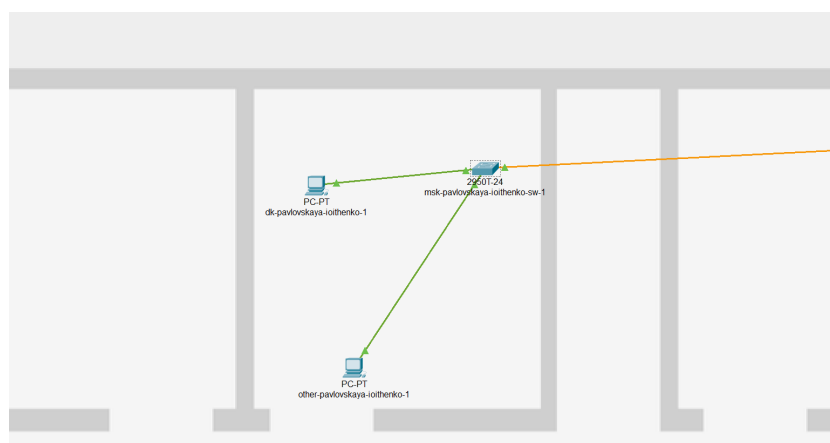 2950T-24
msk-pavlovskaya-ioithenko-sw-1
PC-PT
dk-pavlovskaya-ioithenko-1
PC-PT
other-pavlovskaya-ioithenko-1